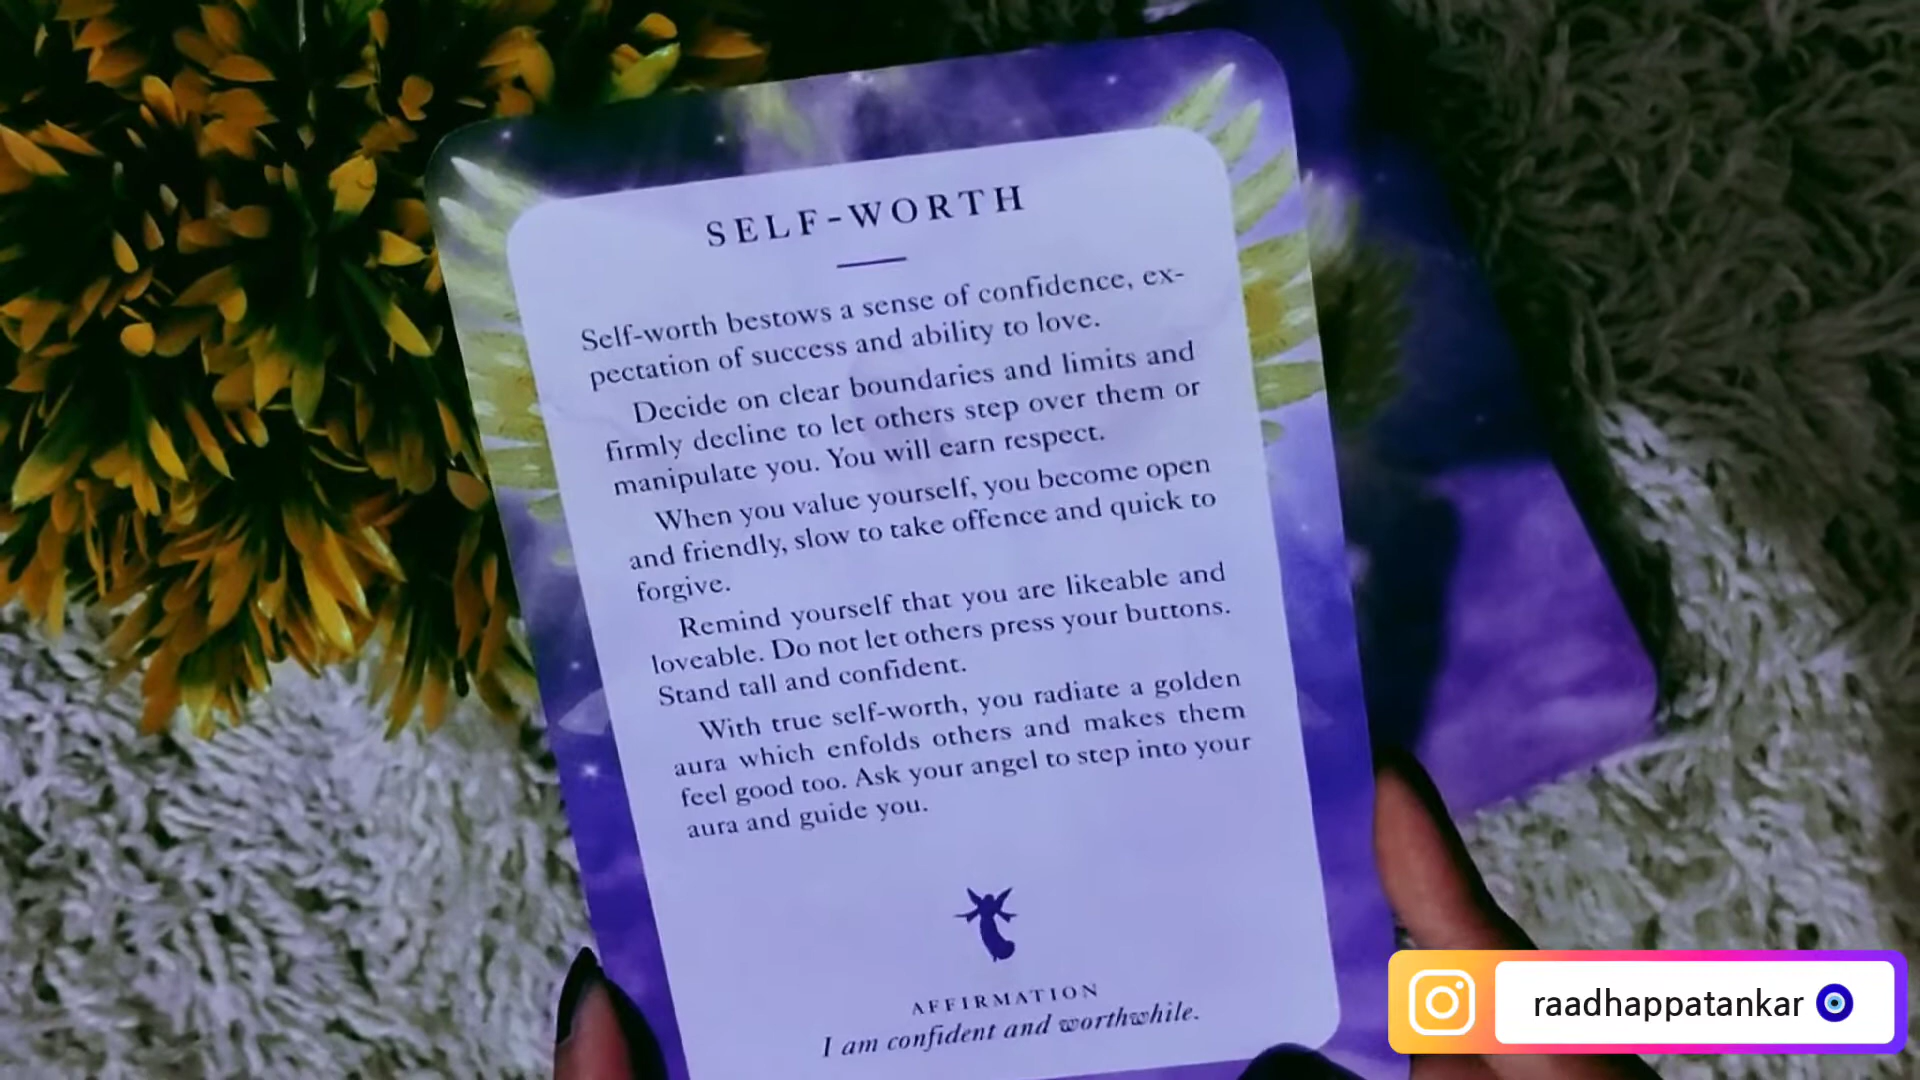 SELF-WORTH
Self-worth bestows a sense of confidence, ex-
pectation of success and ability to love.
Decide on clear boundaries and limits and
firmly decline to let others step over them or
manipulate you. You will earn respect.
When you value yourself, you become open
and friendly, slow to take offence and quick to
forgive.
Remind yourself that you are likeable and
loveable. Do not let others press your buttons.
Stand tall and confident.
With true self-worth, you radiate a golden
aura which enfolds others and makes them
feel good too. Ask your angel to step into your
aura and guide you.
AFFIRMATION
I am confident and worthwhile.
raadhappatankar